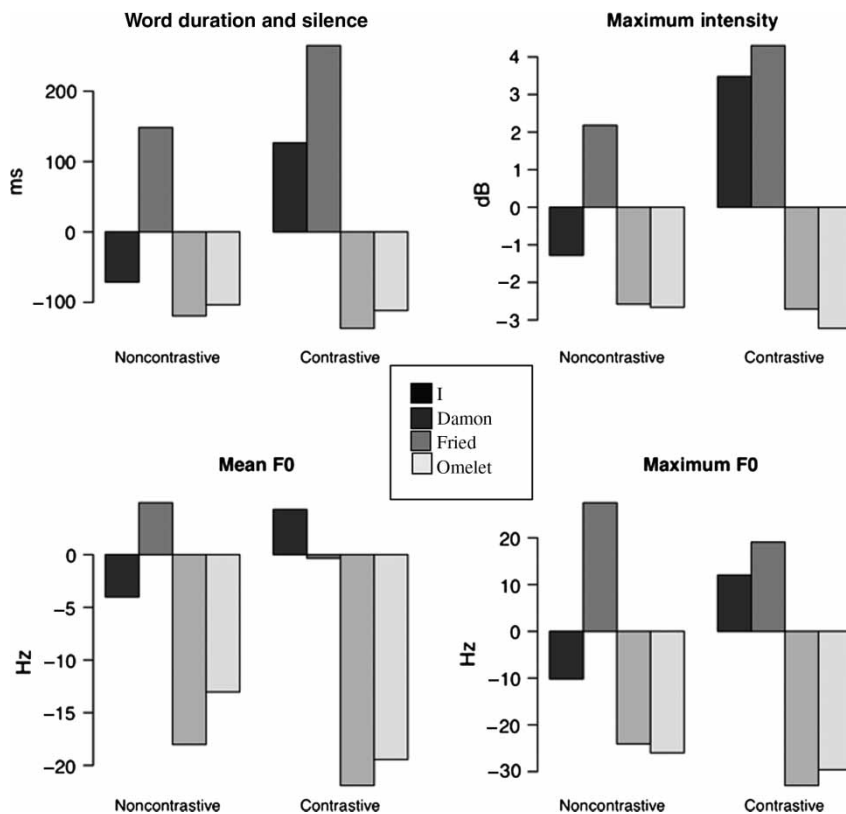 Word duration and silence
ms
200
100
0
−100
Noncontrastive
Contrastive
Maximum intensity
dB
4
3
2
1
0
−1
−2
−3
Noncontrastive
Contrastive
I
Damon
Fried
Omelet
Mean F0
Hz
0
−5
−10
−15
−20
Noncontrastive
Contrastive
Maximum F0
Hz
20
10
0
−10
−20
−30
Noncontrastive
Contrastive